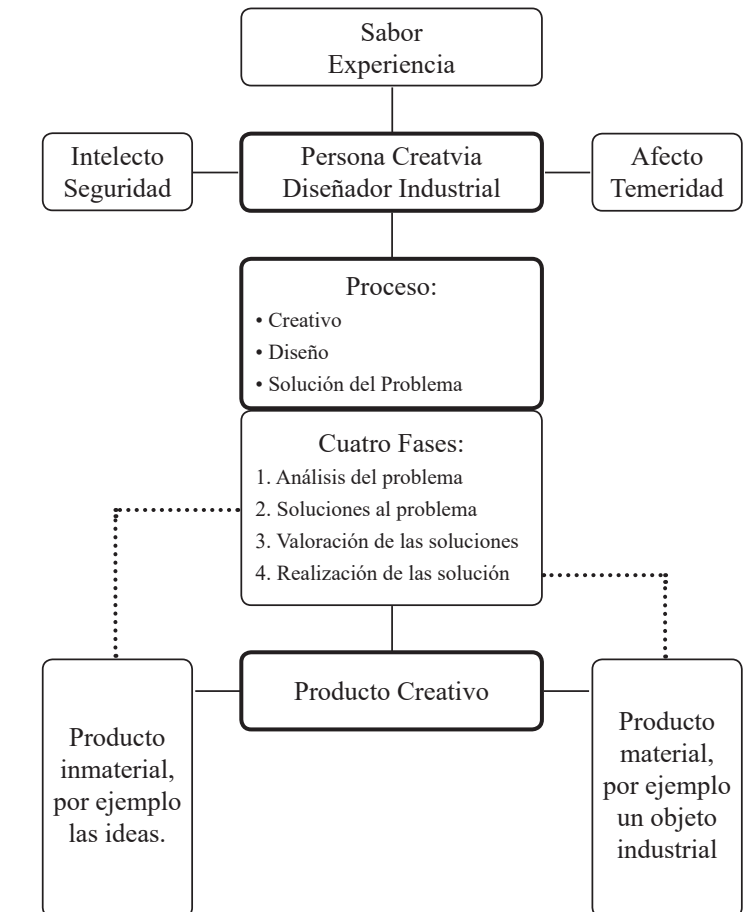 Sabor
Experiencia
Intelecto
Seguridad
Persona Creatvia
Diseñador Industrial
Afecto
Temeridad
Proceso:
• Creativo
• Diseño
• Solución del Problema
Cuatro Fases:
1. Análisis del problema
2. Soluciones al problema
3. Valoración de las soluciones
4. Realización de las solución
Producto
inmaterial,
por ejemplo
las ideas.
Producto Creativo
Producto
material,
por ejemplo
un objeto
industrial